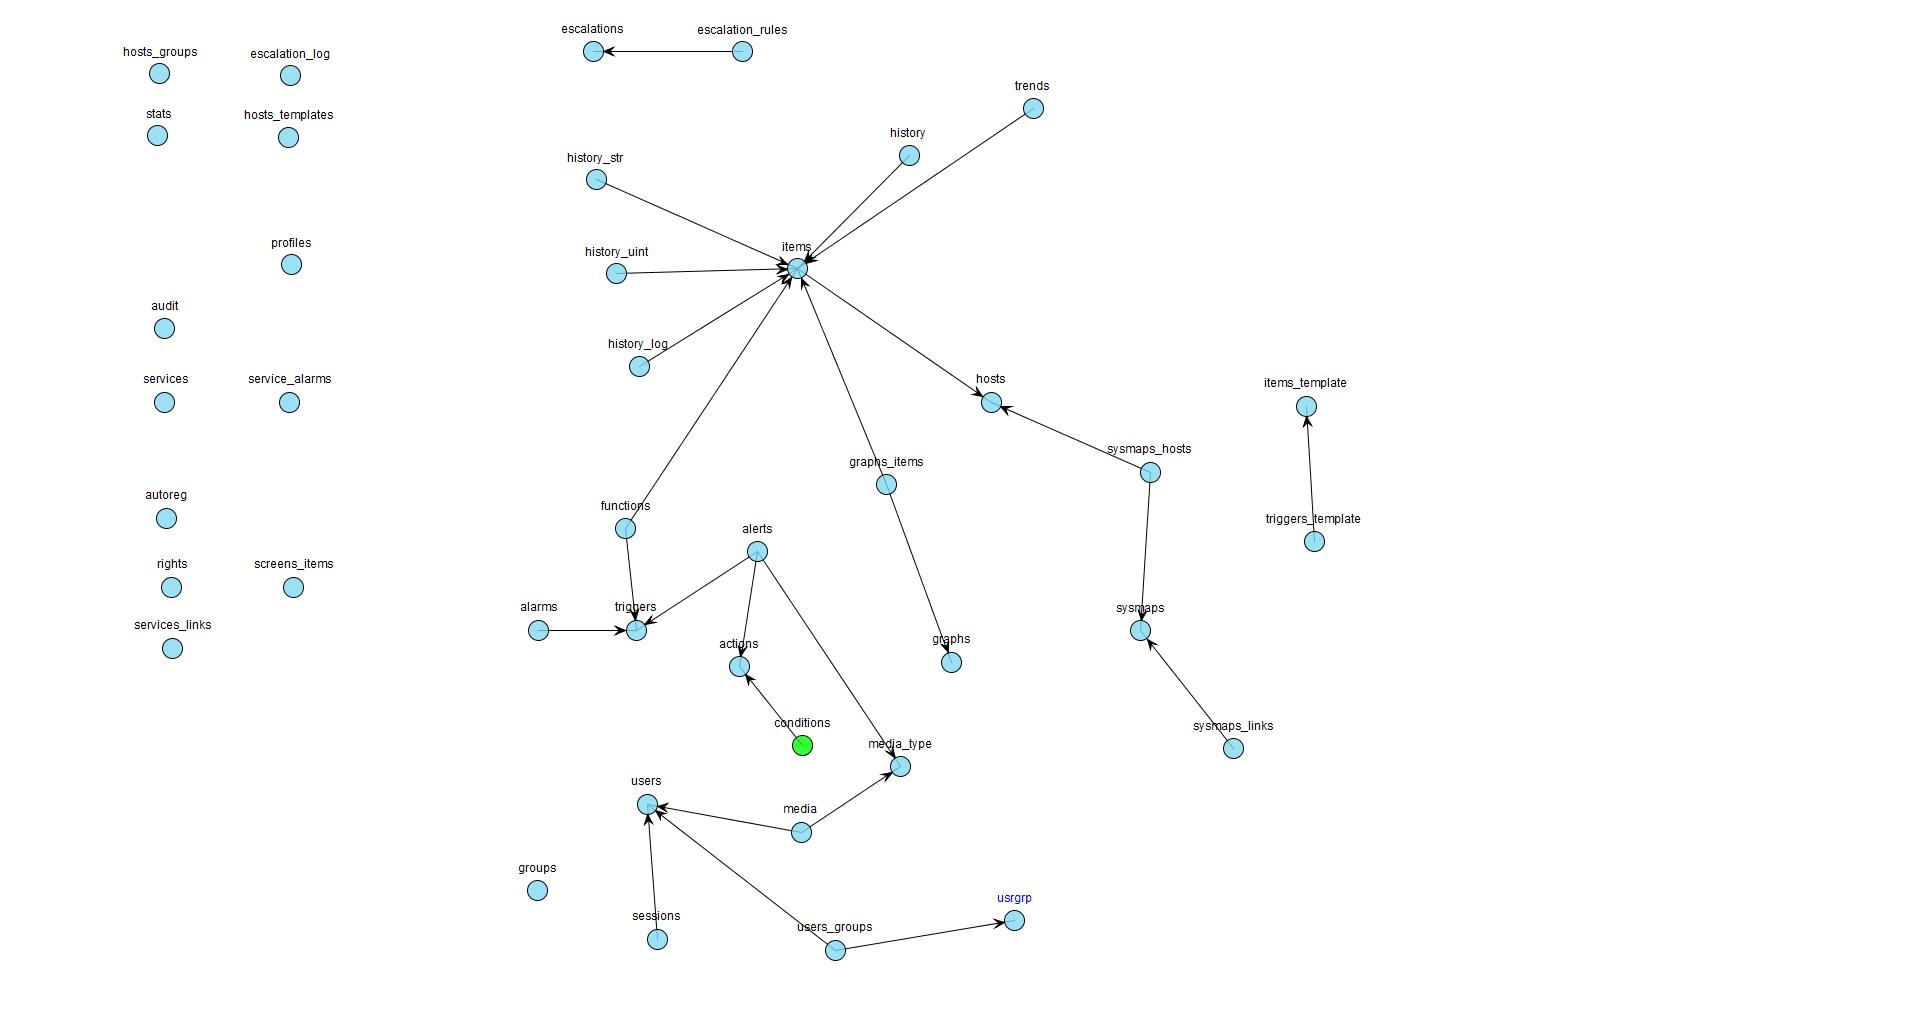 escalations
escalation_rules
hosts_groups
escalation_log
trends
stats
hosts_templates
history
history_str
profiles
items
history_uint
audit
history_log
services
service_alarms
hosts
items_template
sysmaps_hosts
graphs_items
autoreg
functions
triggers_template
alerts
rights
screens_items
alarms
triggers
sysmaps
services_links
actions
graphs
conditions
sysmaps_links
media_type
users
media
groups
usrgrp
sessions
users_groups